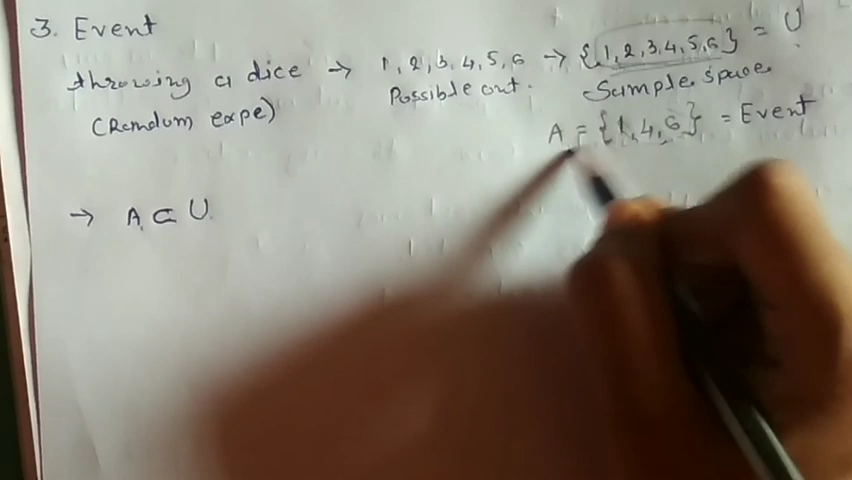 3. Event
throwing a dice → 1, 2, 3, 4, 5, 6 → {1, 2, 3, 4, 5, 6} = U
(Random expe) Possible out. Sample space
A = {1, 4, 6} = Event
→ A ⊂ U